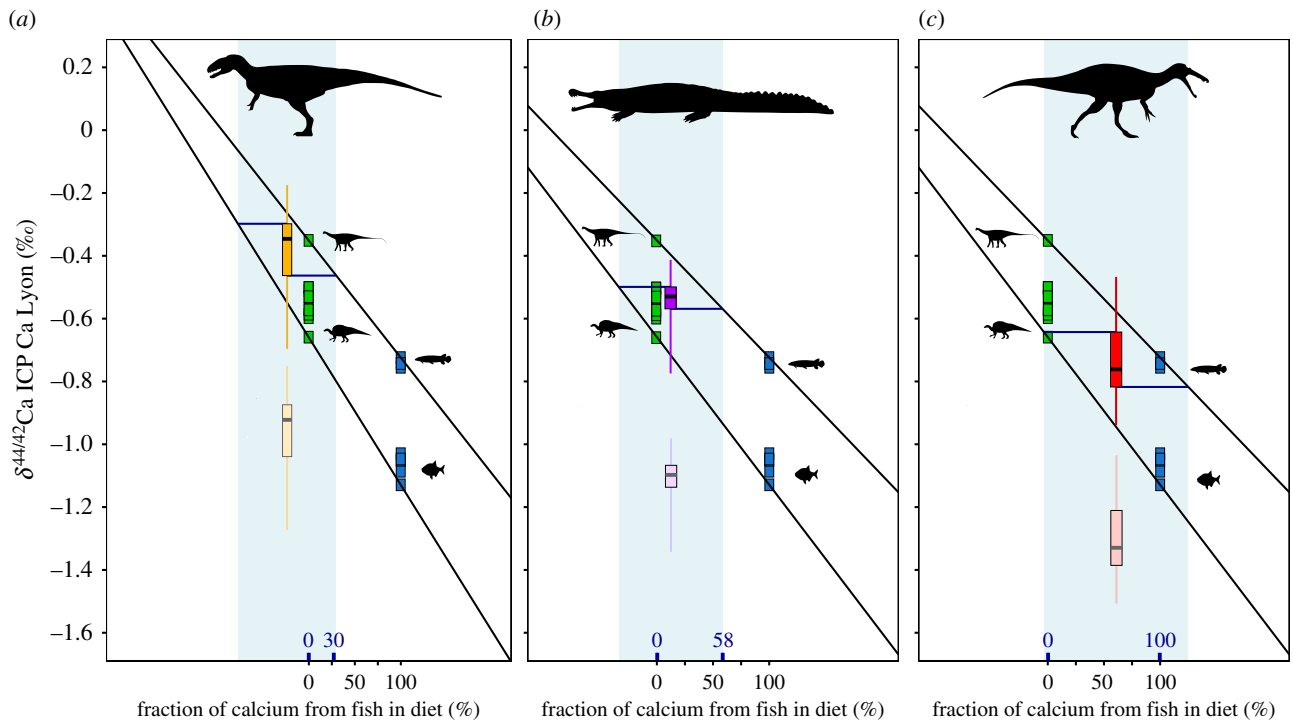 (a)
(b)
(c)
δ44/42Ca ICP Ca Lyon (‰)
0.2
0
−0.2
−0.4
−0.6
−0.8
−1.0
−1.2
−1.4
−1.6
0 30
0 58
0 100
0 50 100
0 50 100
0 50 100
fraction of calcium from fish in diet (%)
fraction of calcium from fish in diet (%)
fraction of calcium from fish in diet (%)